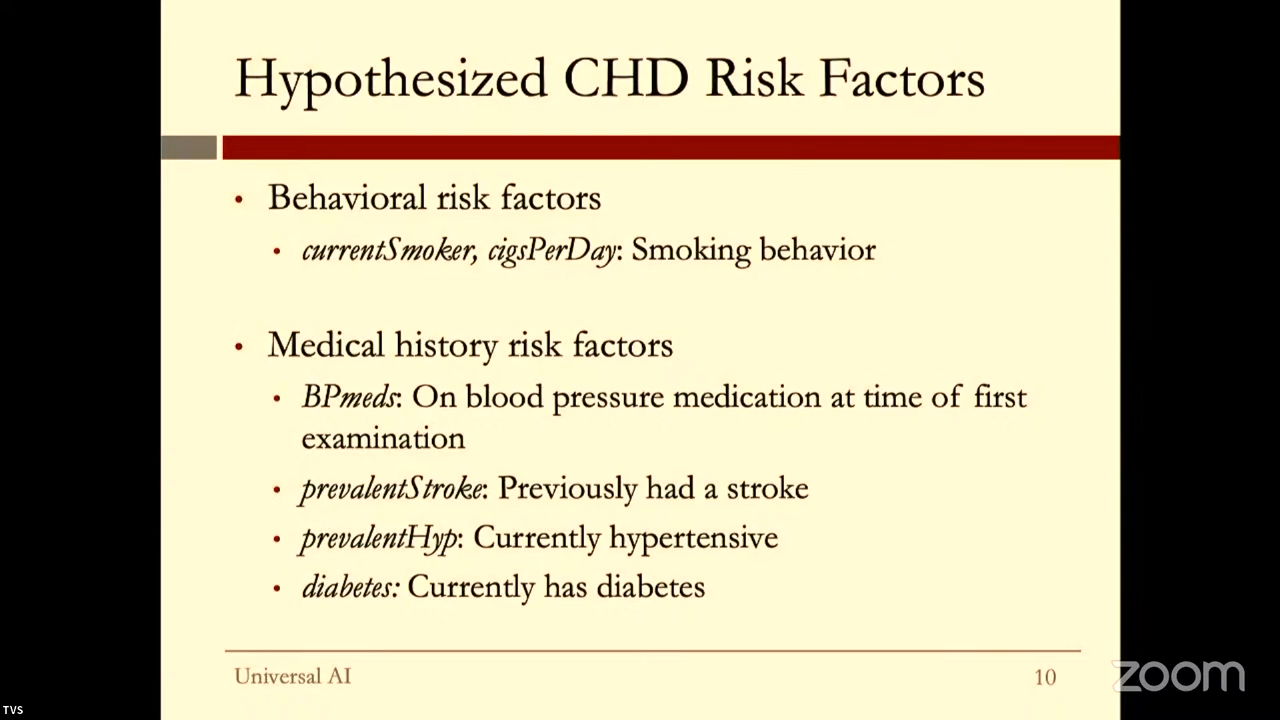 Hypothesized CHD Risk Factors
• Behavioral risk factors
• currentSmoker, cigsPerDay: Smoking behavior
• Medical history risk factors
• BPmeds: On blood pressure medication at time of first
examination
• prevalentStroke: Previously had a stroke
• prevalentHyp: Currently hypertensive
• diabetes: Currently has diabetes
Universal AI
10
zoom
TVS